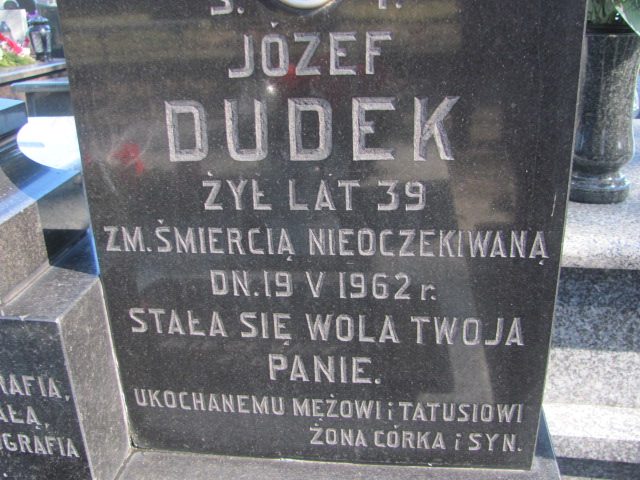 Ś. P.
JÓZEF
DUDEK
ŻYŁ LAT 39
ZM. ŚMIERCIĄ NIEOCZEKIWANĄ
DN. 19 V 1962 r.
STAŁA SIĘ WOLA TWOJA
PANIE.
UKOCHANEMU MĘŻOWI i TATUSIOWI
ŻONA CÓRKA i SYN.